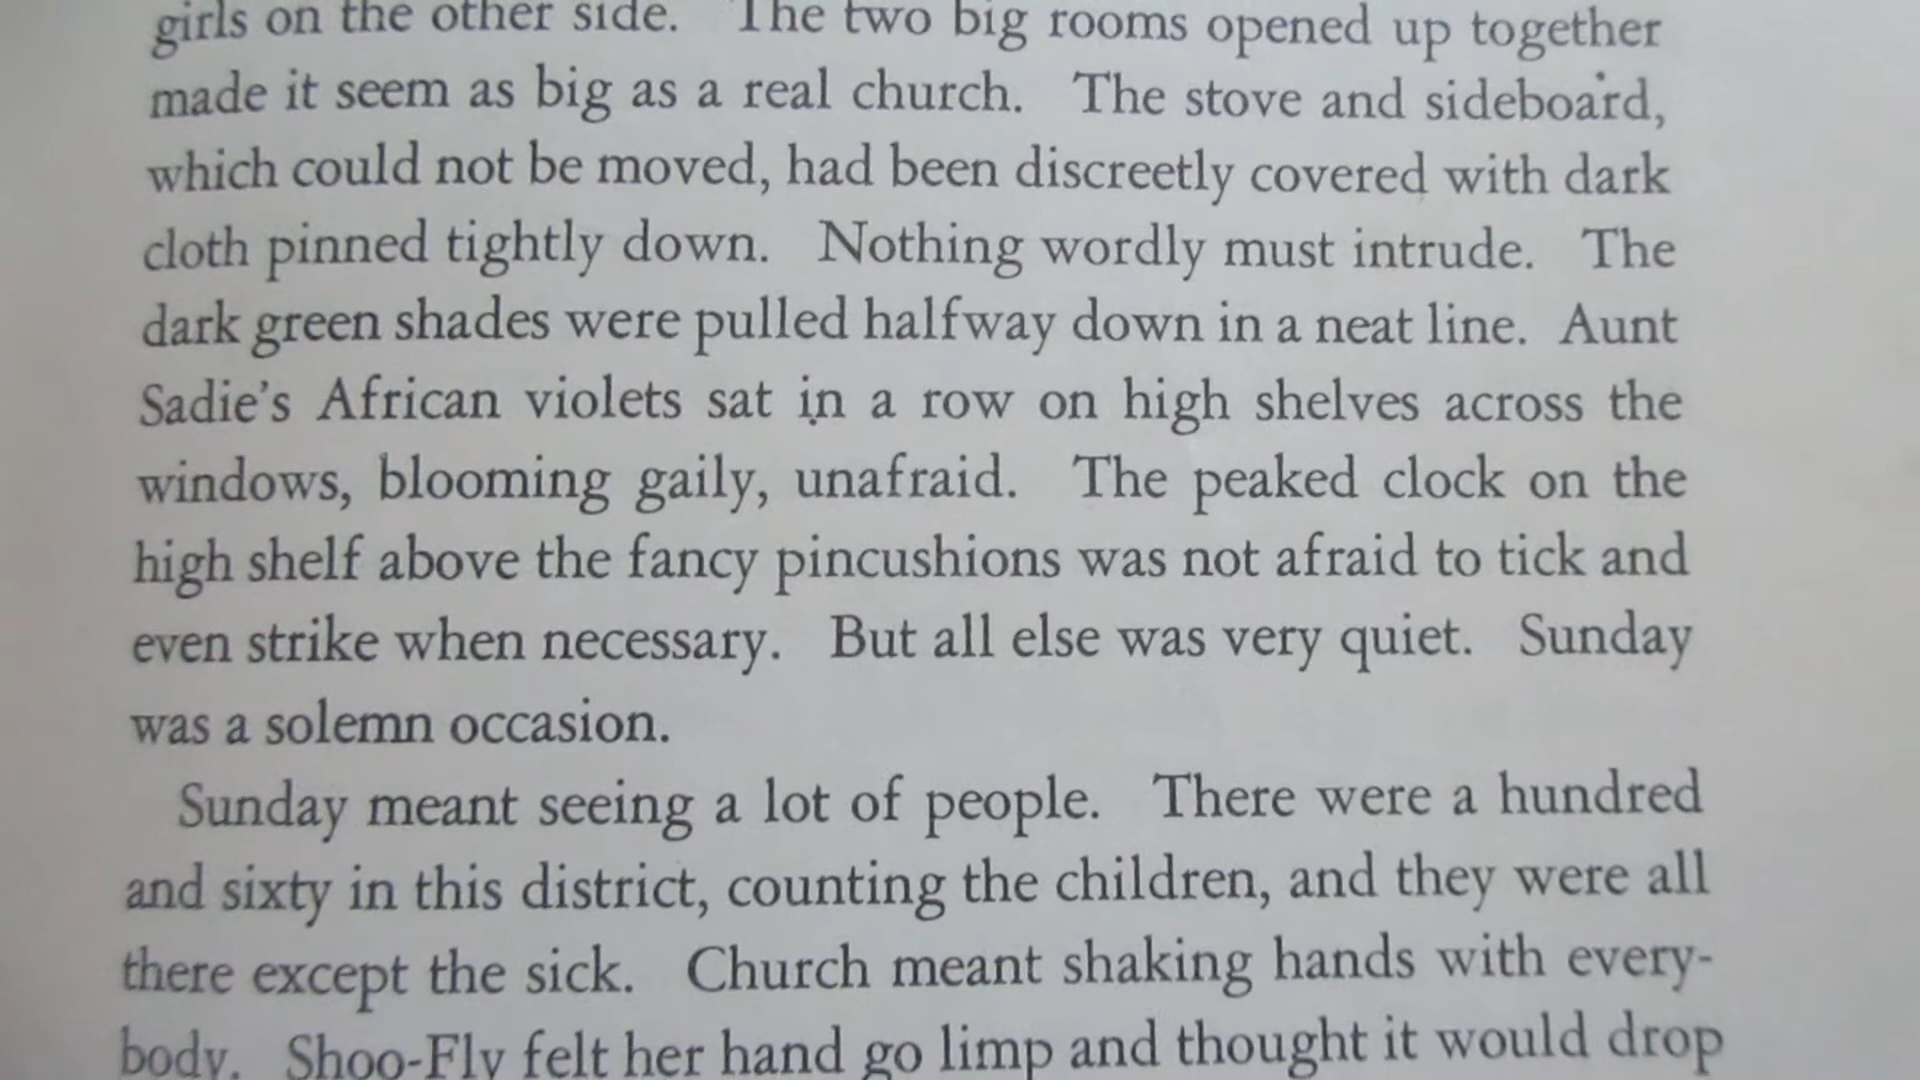 girls on the other side. The two big rooms opened up together
made it seem as big as a real church. The stove and sideboard,
which could not be moved, had been discreetly covered with dark
cloth pinned tightly down. Nothing wordly must intrude. The
dark green shades were pulled halfway down in a neat line. Aunt
Sadie's African violets sat in a row on high shelves across the
windows, blooming gaily, unafraid. The peaked clock on the
high shelf above the fancy pincushions was not afraid to tick and
even strike when necessary. But all else was very quiet. Sunday
was a solemn occasion.
Sunday meant seeing a lot of people. There were a hundred
and sixty in this district, counting the children, and they were all
there except the sick. Church meant shaking hands with every-
body. Shoo-Fly felt her hand go limp and thought it would drop